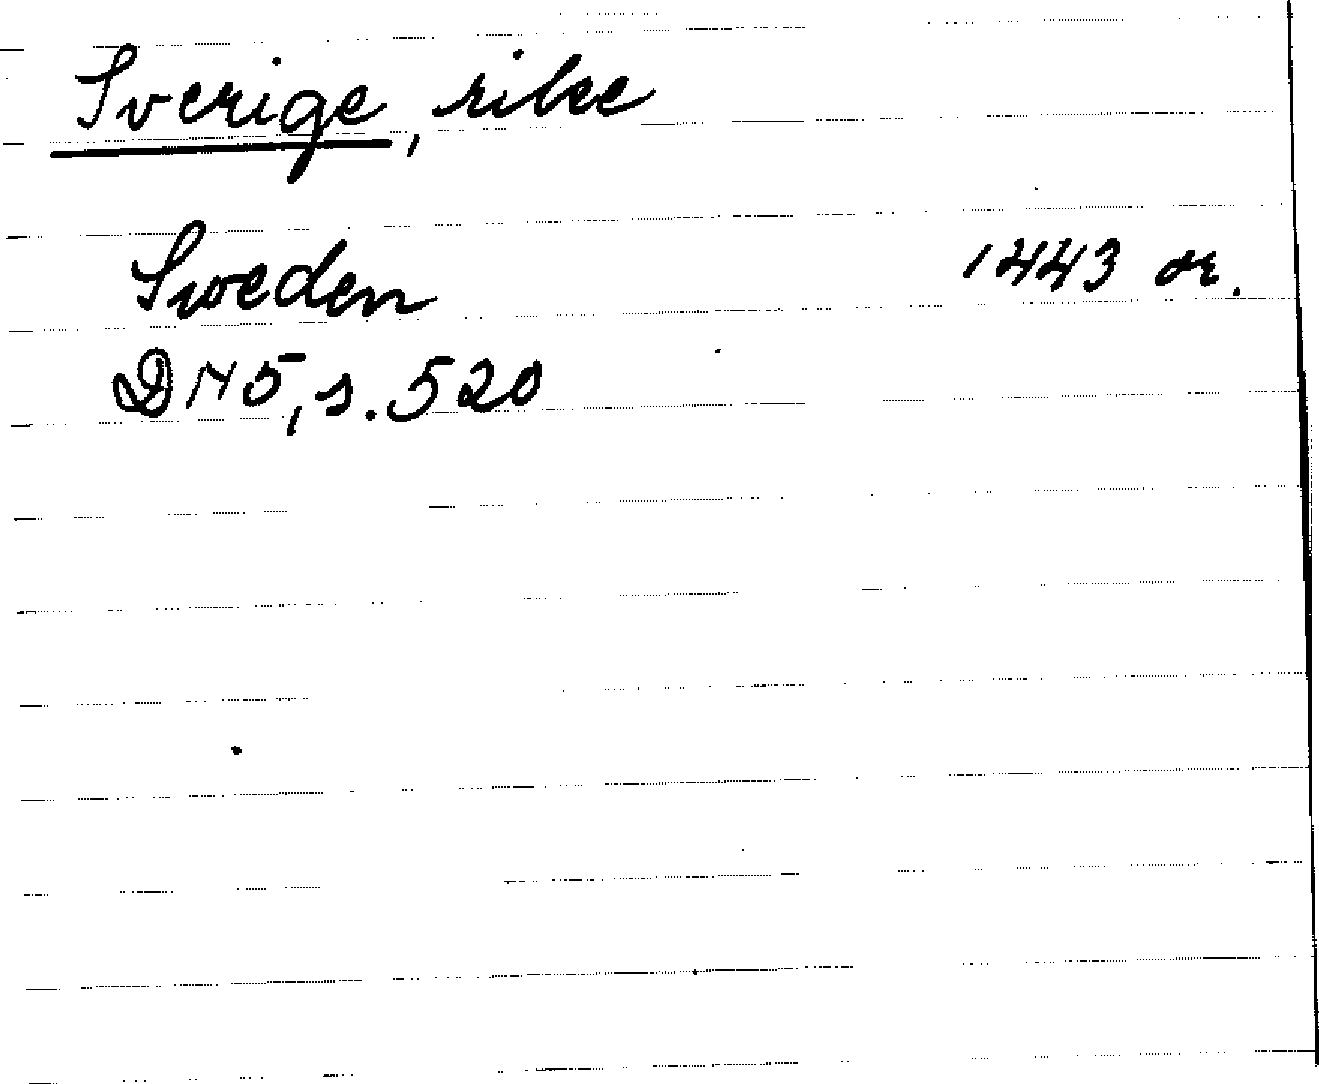 Sverige, rike
Sweden 1443 or.
DN5, s. 520